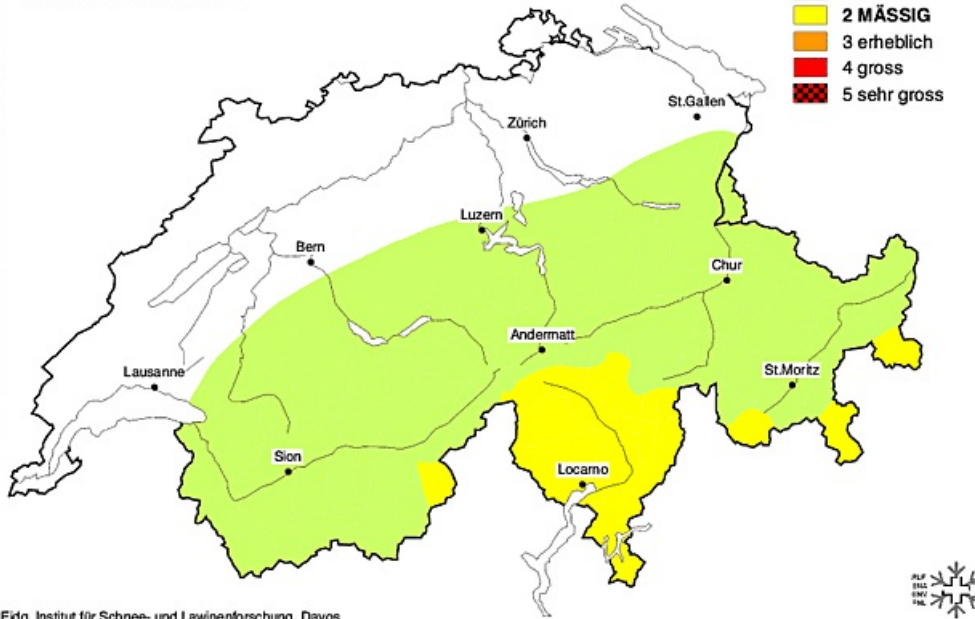 2 MÄSSIG
3 erheblich
4 gross
5 sehr gross
St.Gallen
Zürich
Luzern
Bern
Chur
Andermatt
Lausanne
St.Moritz
Sion
Locarno
Eidg. Institut für Schnee- und Lawinenforschung, Davos
SLF